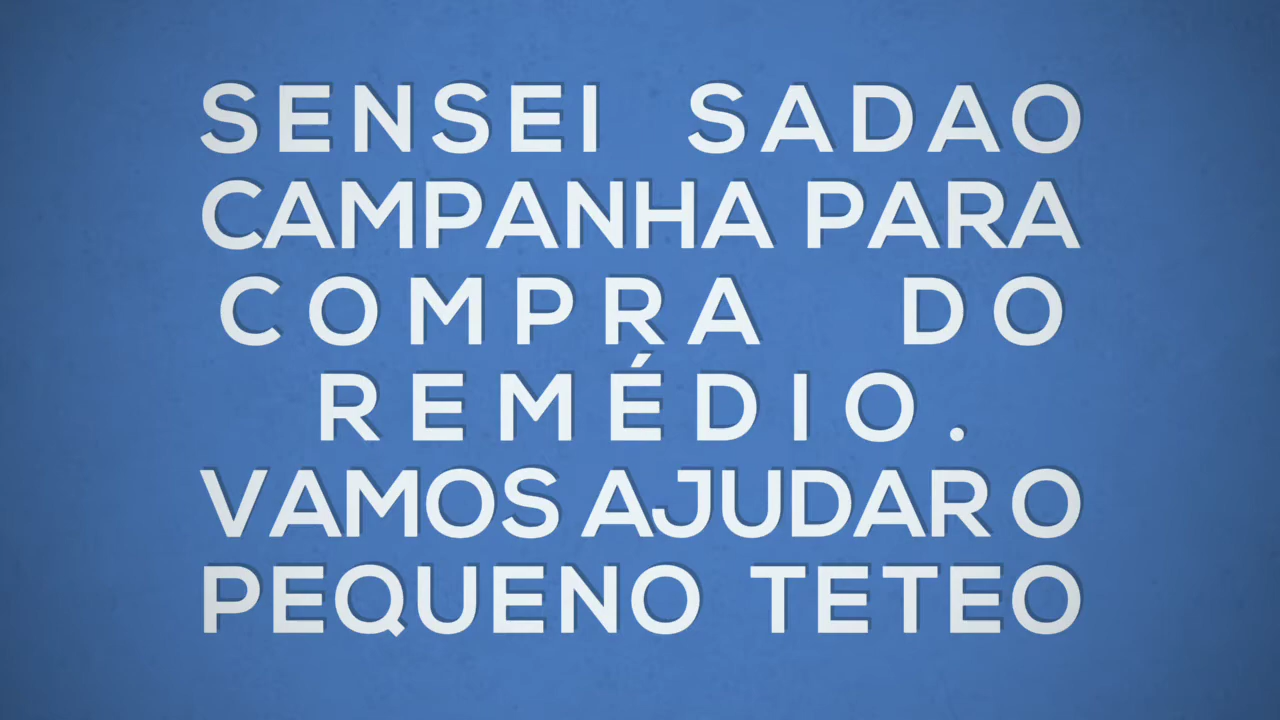 SENSEI SADAO
CAMPANHA PARA
COMPRA DO
REMÉDIO.
VAMOS AJUDAR O
PEQUENO TETEO